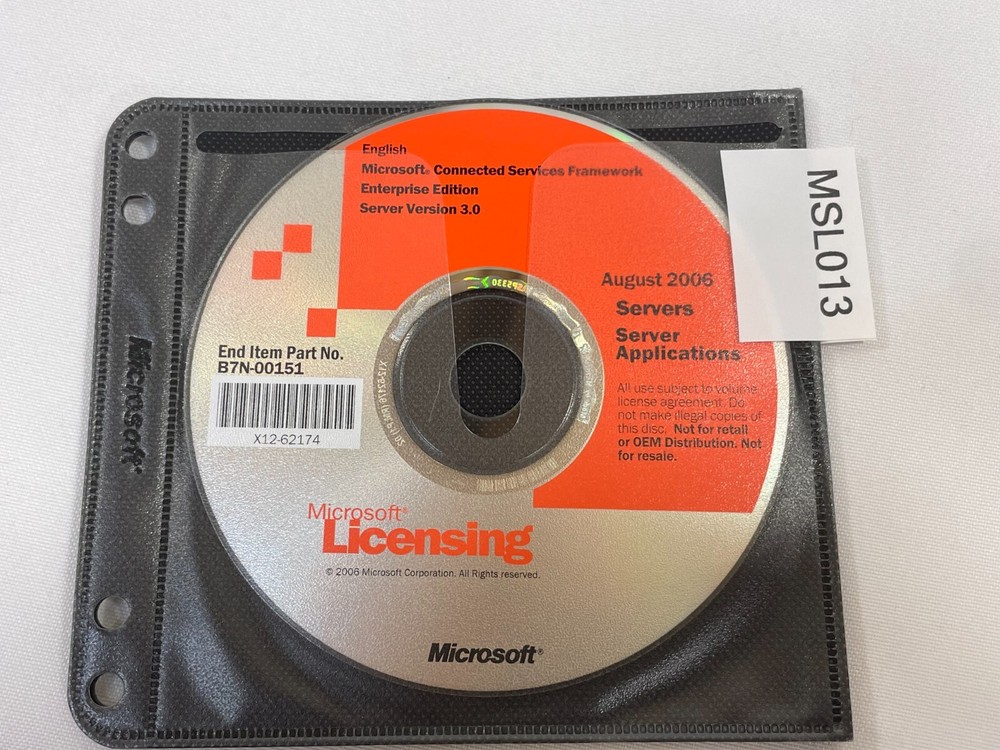 English
Microsoft® Connected Services Framework
Enterprise Edition
Server Version 3.0
MSL013
August 2006
Servers
Server
Applications
End Item Part No.
B7N-00151
X12-62174
All use subject to volume
license agreement. Do
not make illegal copies of
this disc. Not for retail
or OEM Distribution. Not
for resale.
Microsoft®
Licensing
© 2006 Microsoft Corporation. All Rights reserved.
Microsoft®
Microsoft®